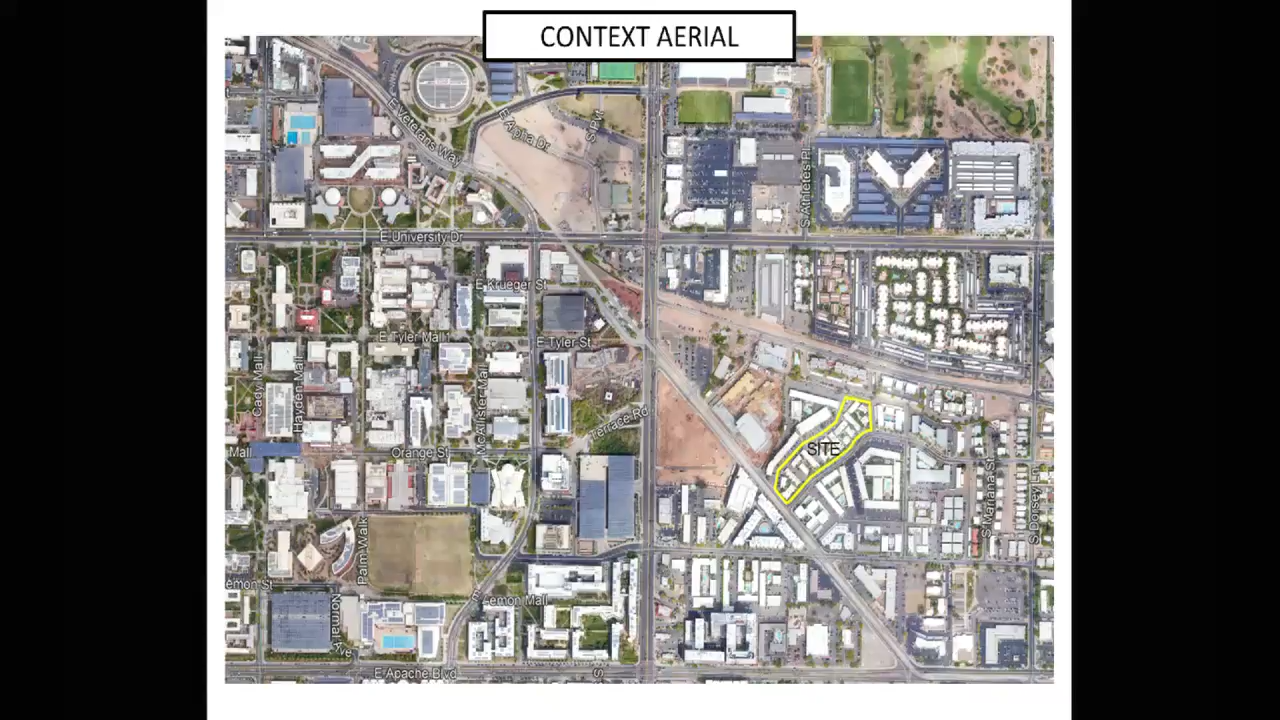 CONTEXT AERIAL
E Veterans Way
E Alpha Dr
S Athletes Pl
E University Dr
E Krueger St
E Tyler Mall
E Tyler St
Cady Mall
Hayden Mall
McAllister Mall
Terrace Rd
Mall
Orange St
SITE
S Mariana St
S Dorsey Ln
Palm Walk
emon St
Lemon Mall
Normal
Ave
E Apache Blvd